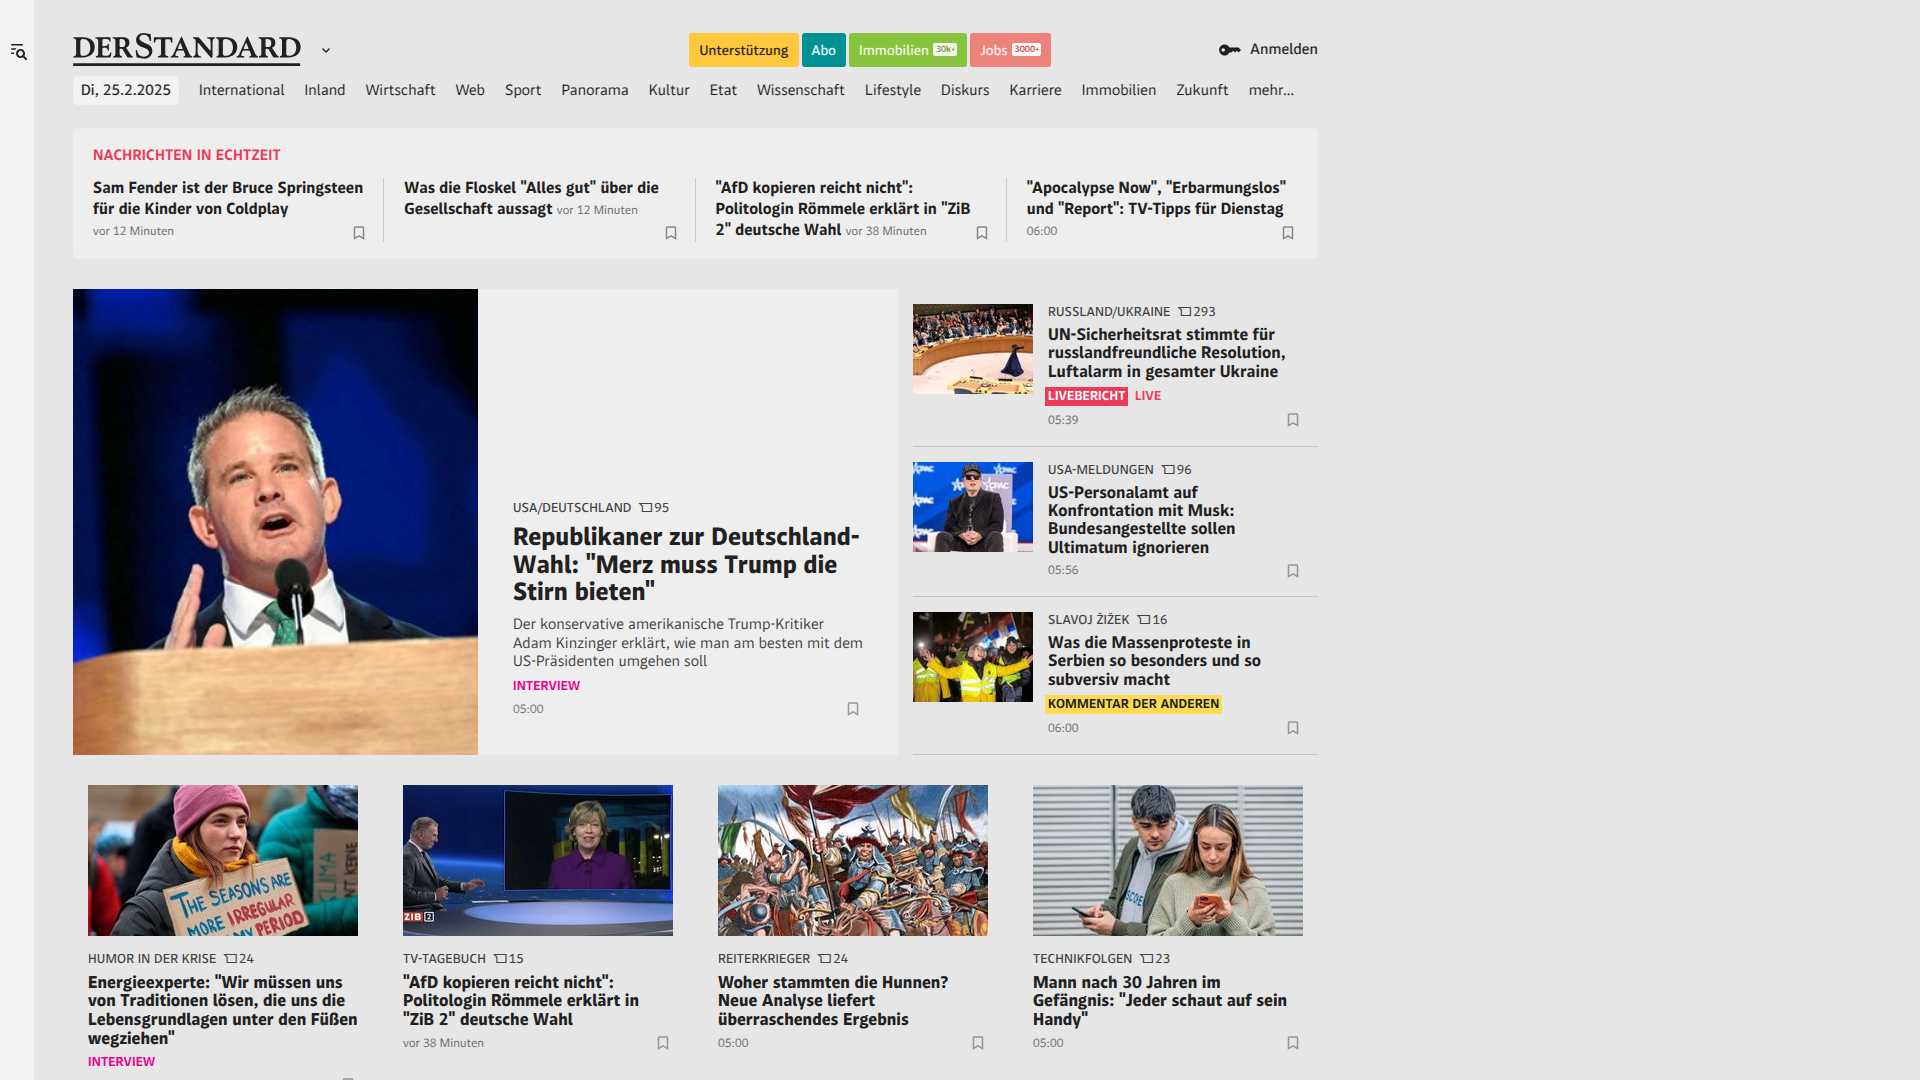 DERSTANDARD
Unterstützung Abo Immobilien 30k+ Jobs 3000+
Anmelden
Di, 25.2.2025 International Inland Wirtschaft Web Sport Panorama Kultur Etat Wissenschaft Lifestyle Diskurs Karriere Immobilien Zukunft mehr...
NACHRICHTEN IN ECHTZEIT
Sam Fender ist der Bruce Springsteen
für die Kinder von Coldplay
vor 12 Minuten
Was die Floskel "Alles gut" über die
Gesellschaft aussagt vor 12 Minuten
"AfD kopieren reicht nicht":
Politologin Römmele erklärt in "ZiB
2" deutsche Wahl vor 38 Minuten
"Apocalypse Now", "Erbarmungslos"
und "Report": TV-Tipps für Dienstag
06:00
USA/DEUTSCHLAND 95
Republikaner zur Deutschland-
Wahl: "Merz muss Trump die
Stirn bieten"
Der konservative amerikanische Trump-Kritiker
Adam Kinzinger erklärt, wie man am besten mit dem
US-Präsidenten umgehen soll
INTERVIEW
05:00
RUSSLAND/UKRAINE 293
UN-Sicherheitsrat stimmte für
russlandfreundliche Resolution,
Luftalarm in gesamter Ukraine
LIVEBERICHT LIVE
05:39
USA-MELDUNGEN 96
US-Personalamt auf
Konfrontation mit Musk:
Bundesangestellte sollen
Ultimatum ignorieren
05:56
SLAVOJ ŽIŽEK 16
Was die Massenproteste in
Serbien so besonders und so
subversiv macht
KOMMENTAR DER ANDEREN
06:00
THE SEASONS ARE
MORE IRREGULAR
MY PERIOD
HUMOR IN DER KRISE 24
Energieexperte: "Wir müssen uns
von Traditionen lösen, die uns die
Lebensgrundlagen unter den Füßen
wegziehen"
INTERVIEW
ZIB 2
TV-TAGEBUCH 15
"AfD kopieren reicht nicht":
Politologin Römmele erklärt in
"ZiB 2" deutsche Wahl
vor 38 Minuten
REITERKRIEGER 24
Woher stammten die Hunnen?
Neue Analyse liefert
überraschendes Ergebnis
05:00
TECHNIKFOLGEN 23
Mann nach 30 Jahren im
Gefängnis: "Jeder schaut auf sein
Handy"
05:00